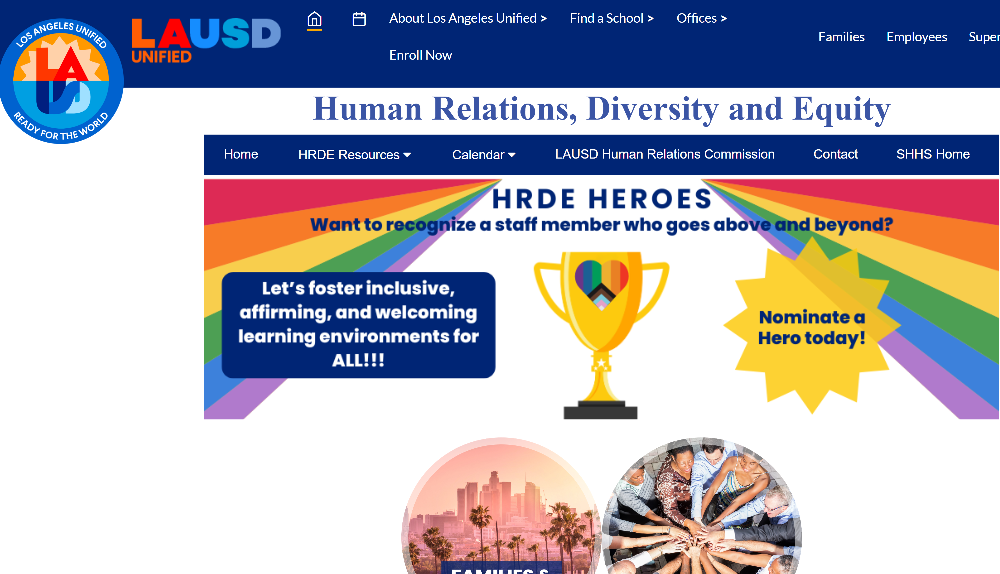 LOS ANGELES UNIFIED
LAUSD
READY FOR THE WORLD
LAUSD
UNIFIED
About Los Angeles Unified >
Find a School >
Offices >
Enroll Now
Families
Employees
Human Relations, Diversity and Equity
Home
HRDE Resources
Calendar
LAUSD Human Relations Commission
Contact
SHHS Home
HRDE HEROES
Want to recognize a staff member who goes above and beyond?
Let's foster inclusive,
affirming, and welcoming
learning environments for
ALL!!!
Nominate a
Hero today!
FAMILIES &